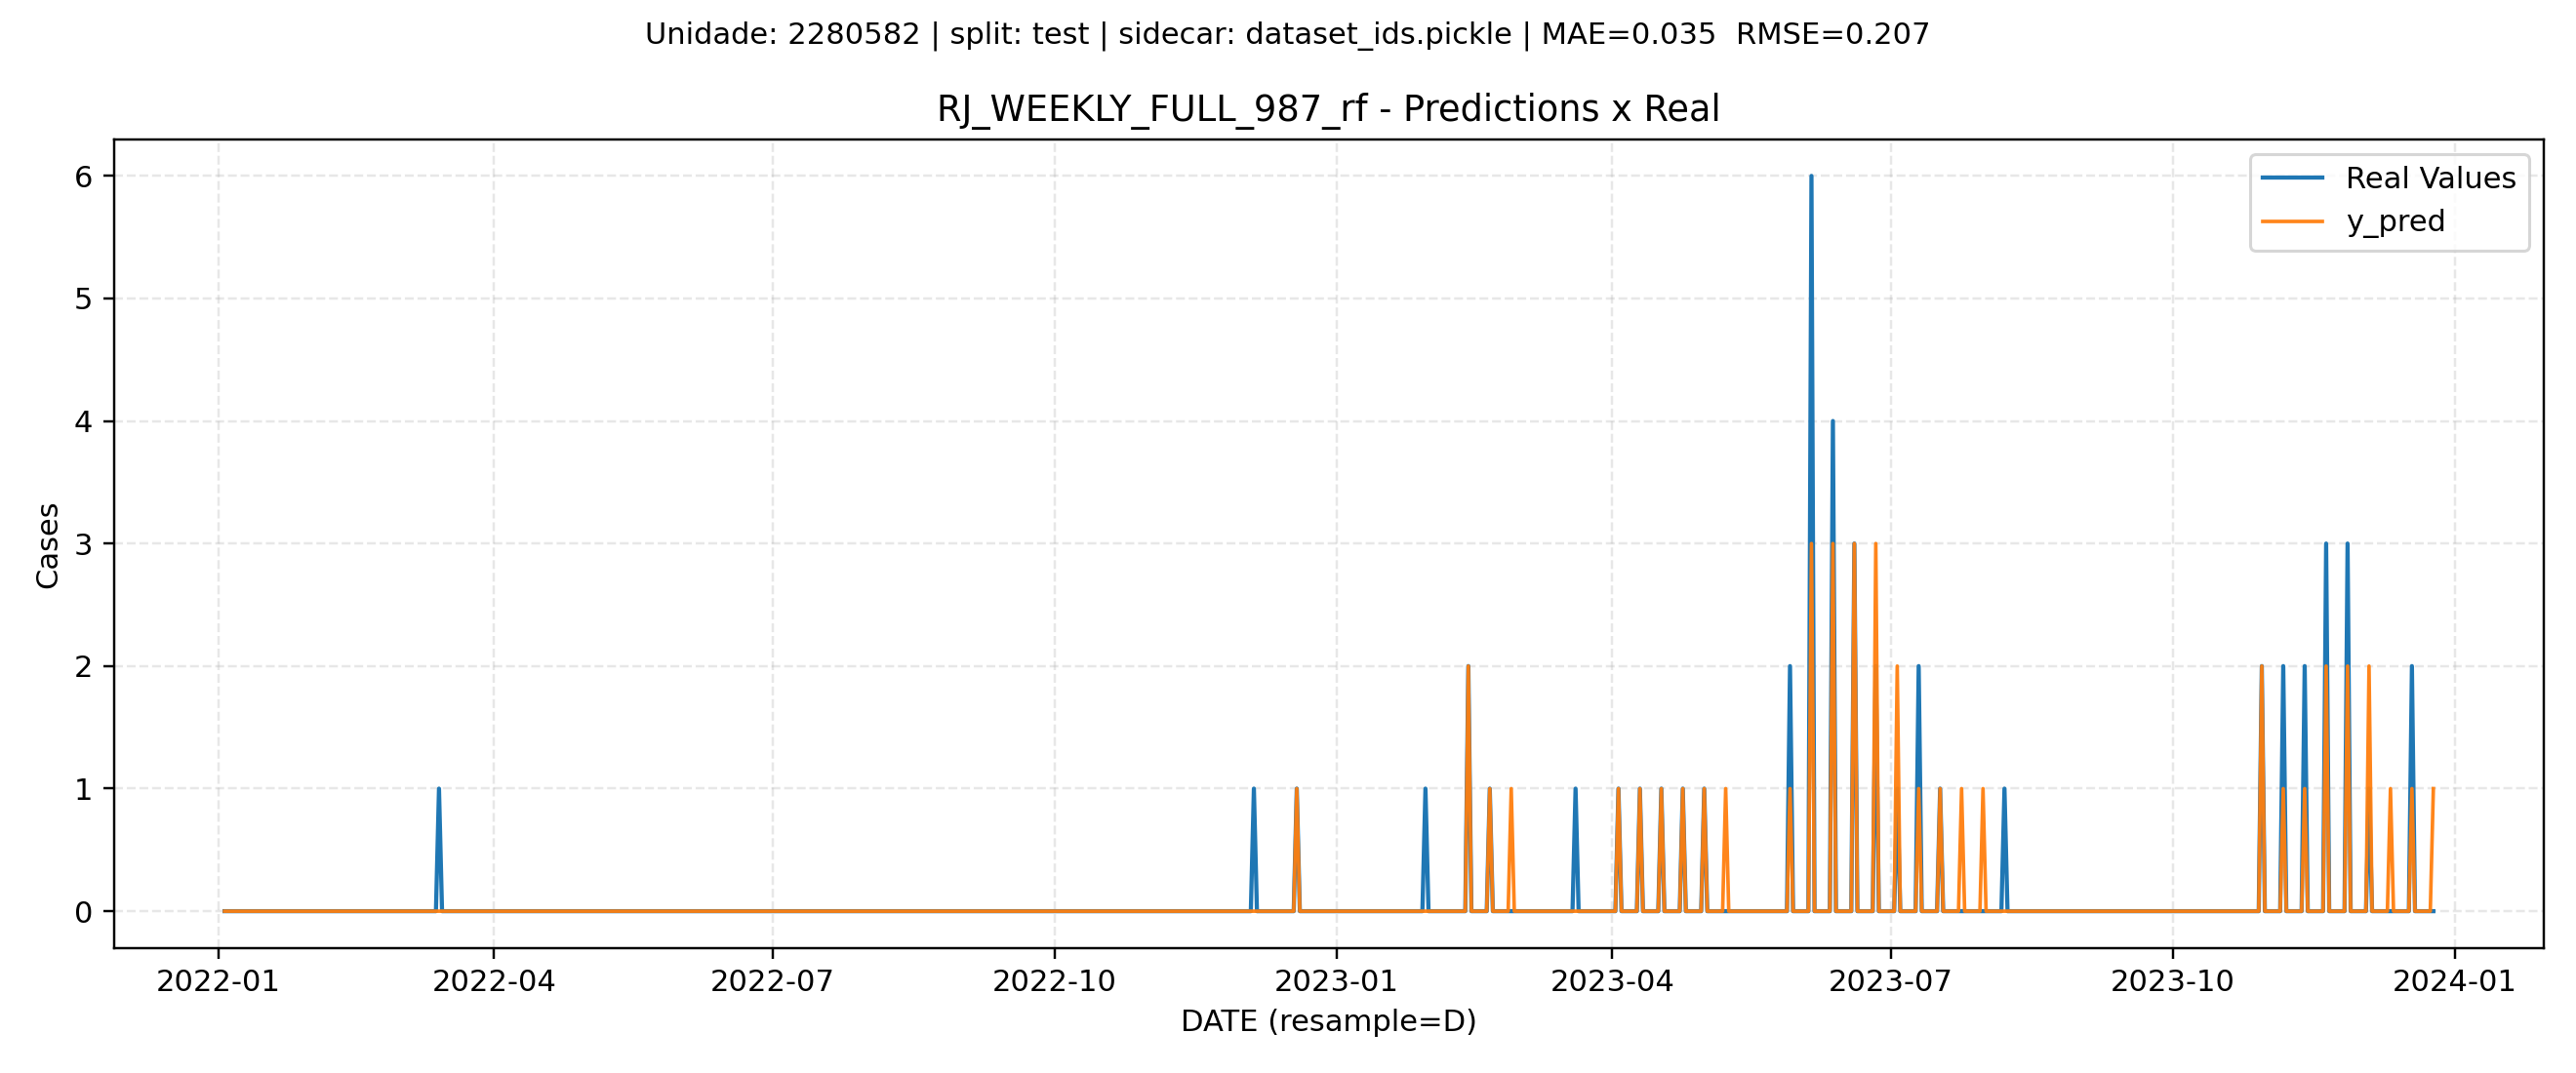 Unidade: 2280582 | split: test | sidecar: dataset_ids.pickle | MAE=0.035  RMSE=0.207
RJ_WEEKLY_FULL_987_rf - Predictions x Real
Real Values
y_pred
6
5
4
3
2
1
0
Cases
2022-01
2022-04
2022-07
2022-10
2023-01
2023-04
2023-07
2023-10
2024-01
DATE (resample=D)